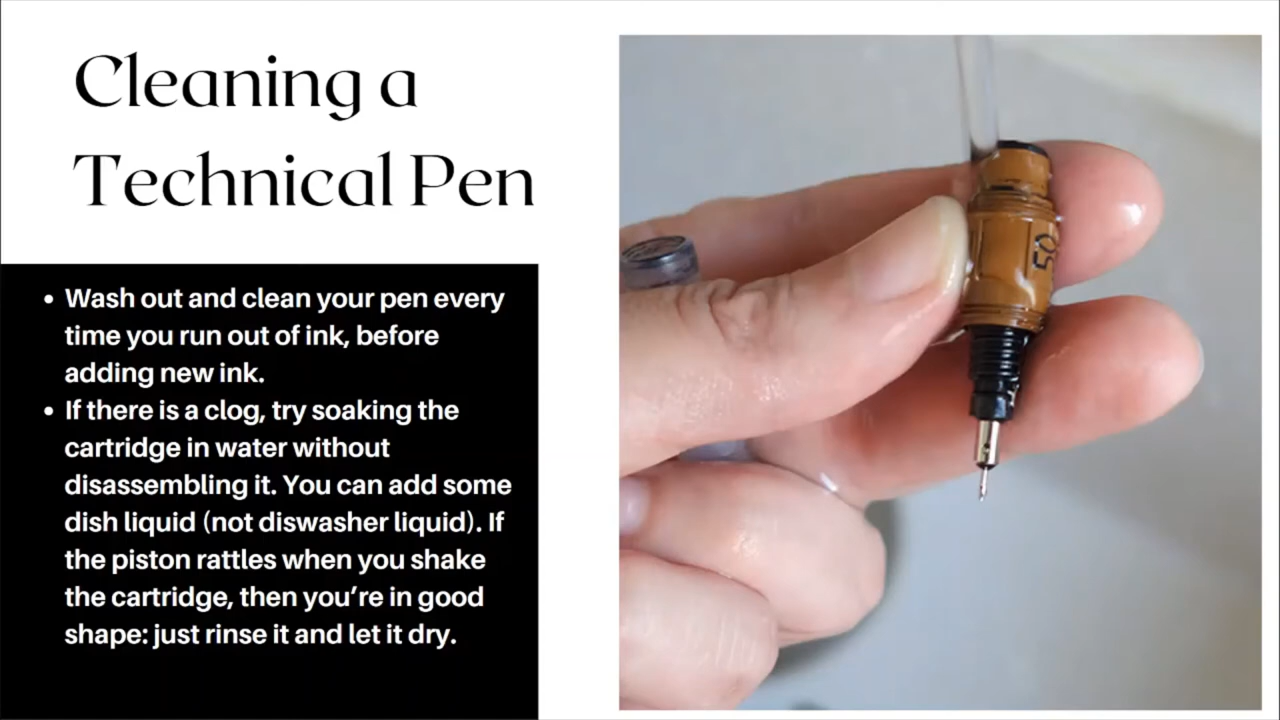 Cleaning a
Technical Pen
• Wash out and clean your pen every
time you run out of ink, before
adding new ink.
• If there is a clog, try soaking the
cartridge in water without
disassembling it. You can add some
dish liquid (not diswasher liquid). If
the piston rattles when you shake
the cartridge, then you’re in good
shape: just rinse it and let it dry.
50